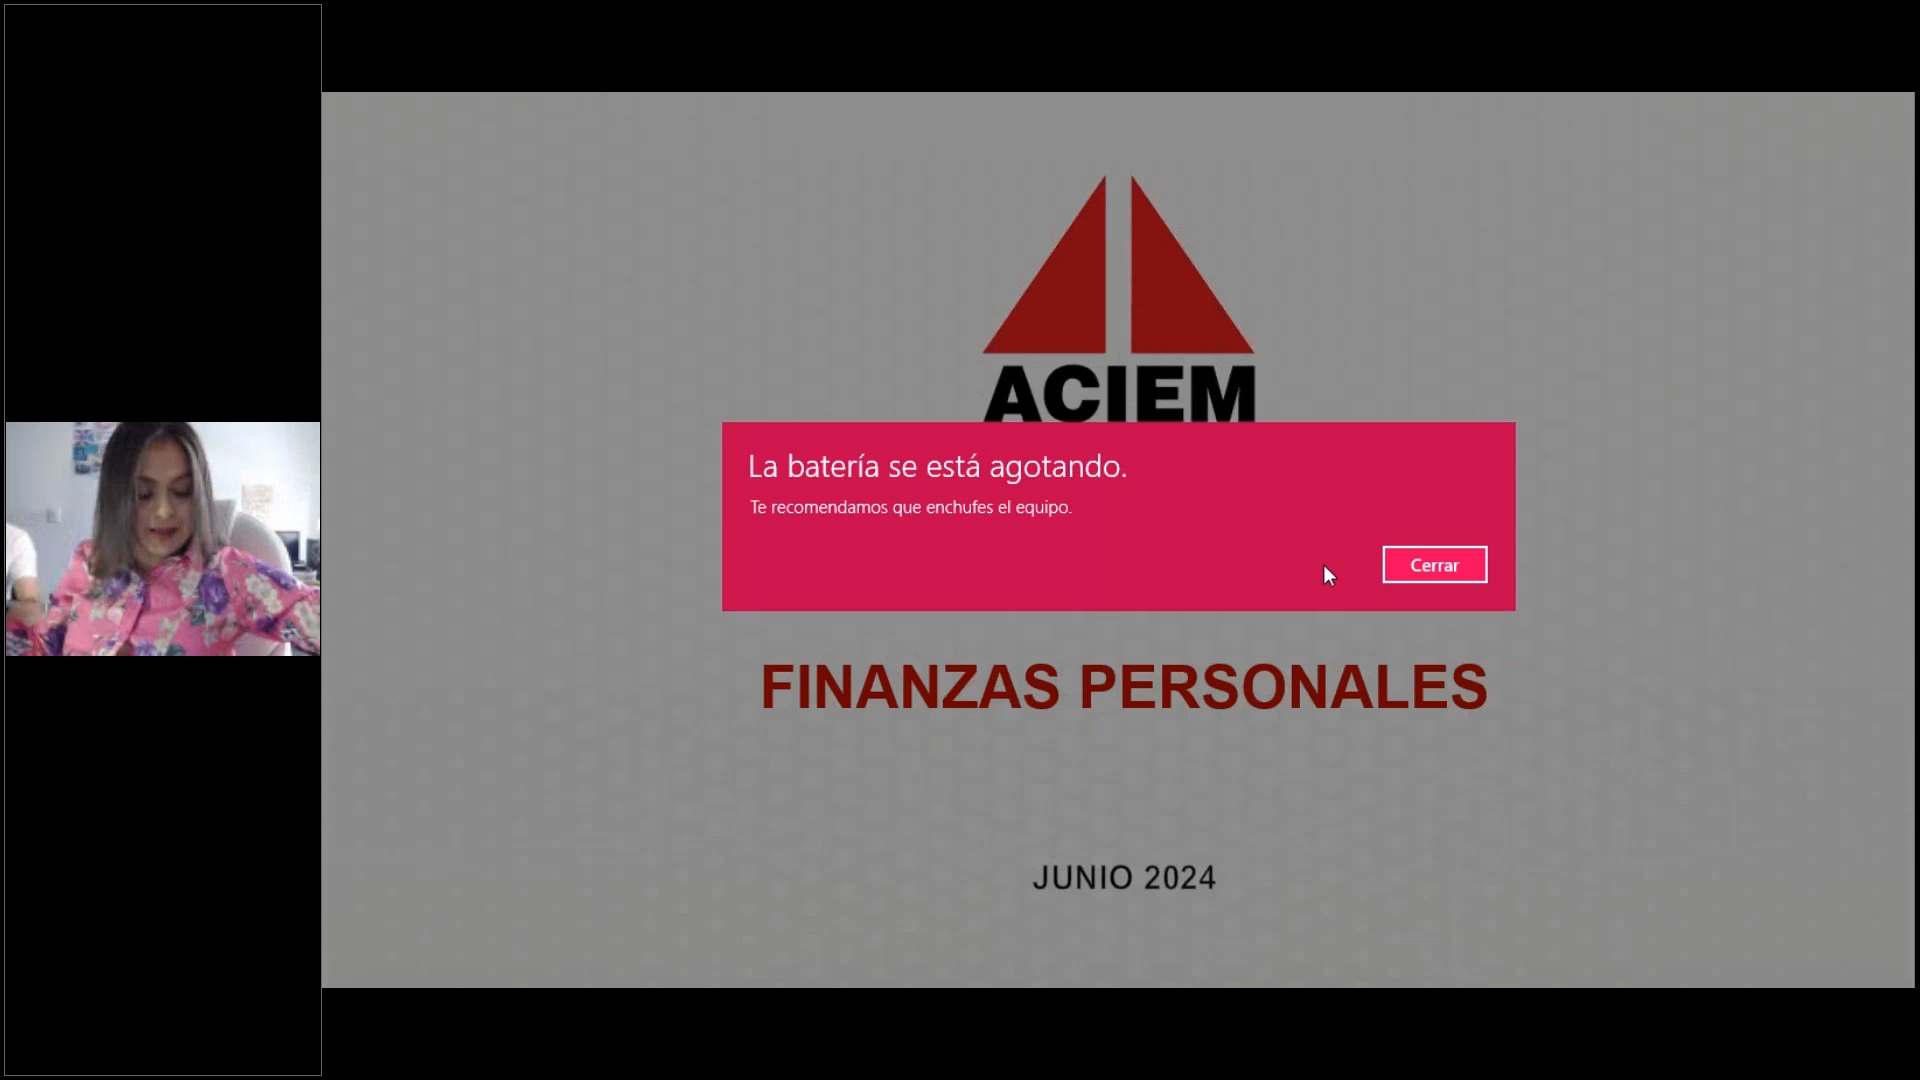 ACIEM
La batería se está agotando.
Te recomendamos que enchufes el equipo.
Cerrar
FINANZAS PERSONALES
JUNIO 2024